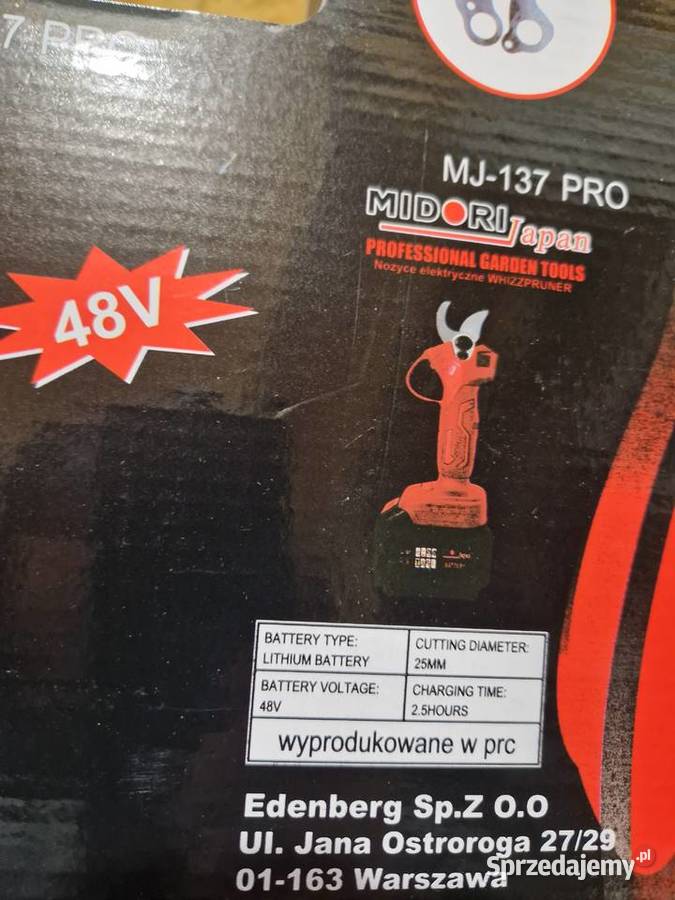 7 PRO
MJ-137 PRO
MIDORI
Japan
PROFESSIONAL GARDEN TOOLS
Nozyce elektryczne WHIZZPRUNER
48V
BATTERY TYPE:
LITHIUM BATTERY
CUTTING DIAMETER:
25MM
BATTERY VOLTAGE:
48V
CHARGING TIME:
2.5HOURS
wyprodukowane w prc
Edenberg Sp.Z O.O
Ul. Jana Ostroroga 27/29
01-163 Warszawa
Sprzedajemy.pl